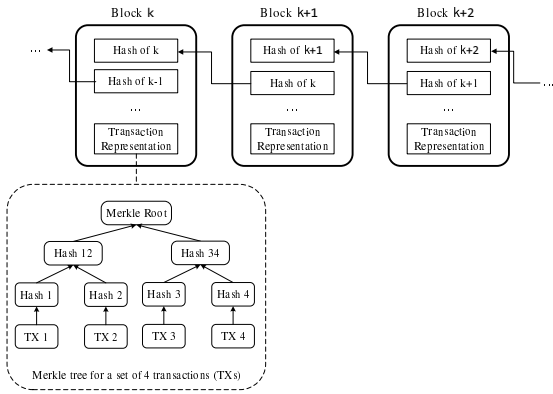 Block k
Block k+1
Block k+2
...
Hash of k
Hash of k+1
Hash of k+2
Hash of k-1
Hash of k
Hash of k+1
...
...
...
...
Transaction
Representation
Transaction
Representation
Transaction
Representation
Merkle Root
Hash 12
Hash 34
Hash 1
Hash 2
Hash 3
Hash 4
TX 1
TX 2
TX 3
TX 4
Merkle tree for a set of 4 transactions (TXs)